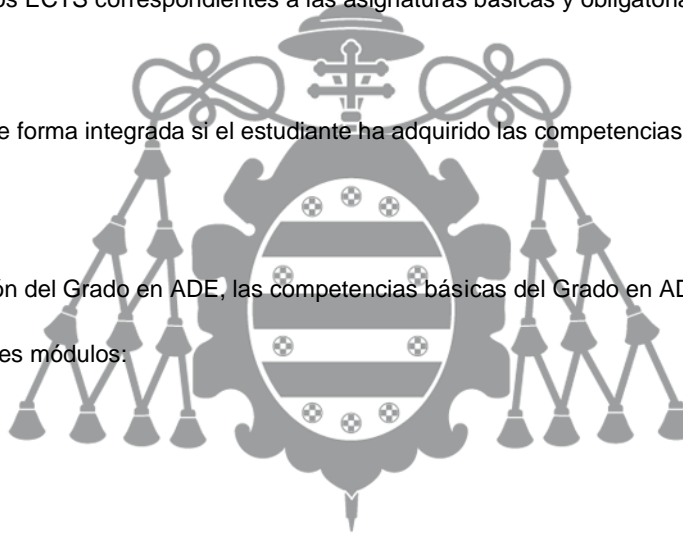 os ECTS correspondientes a las asignaturas básicas y obligatoria
e forma integrada si el estudiante ha adquirido las competencias
ón del Grado en ADE, las competencias básicas del Grado en AD
es módulos: